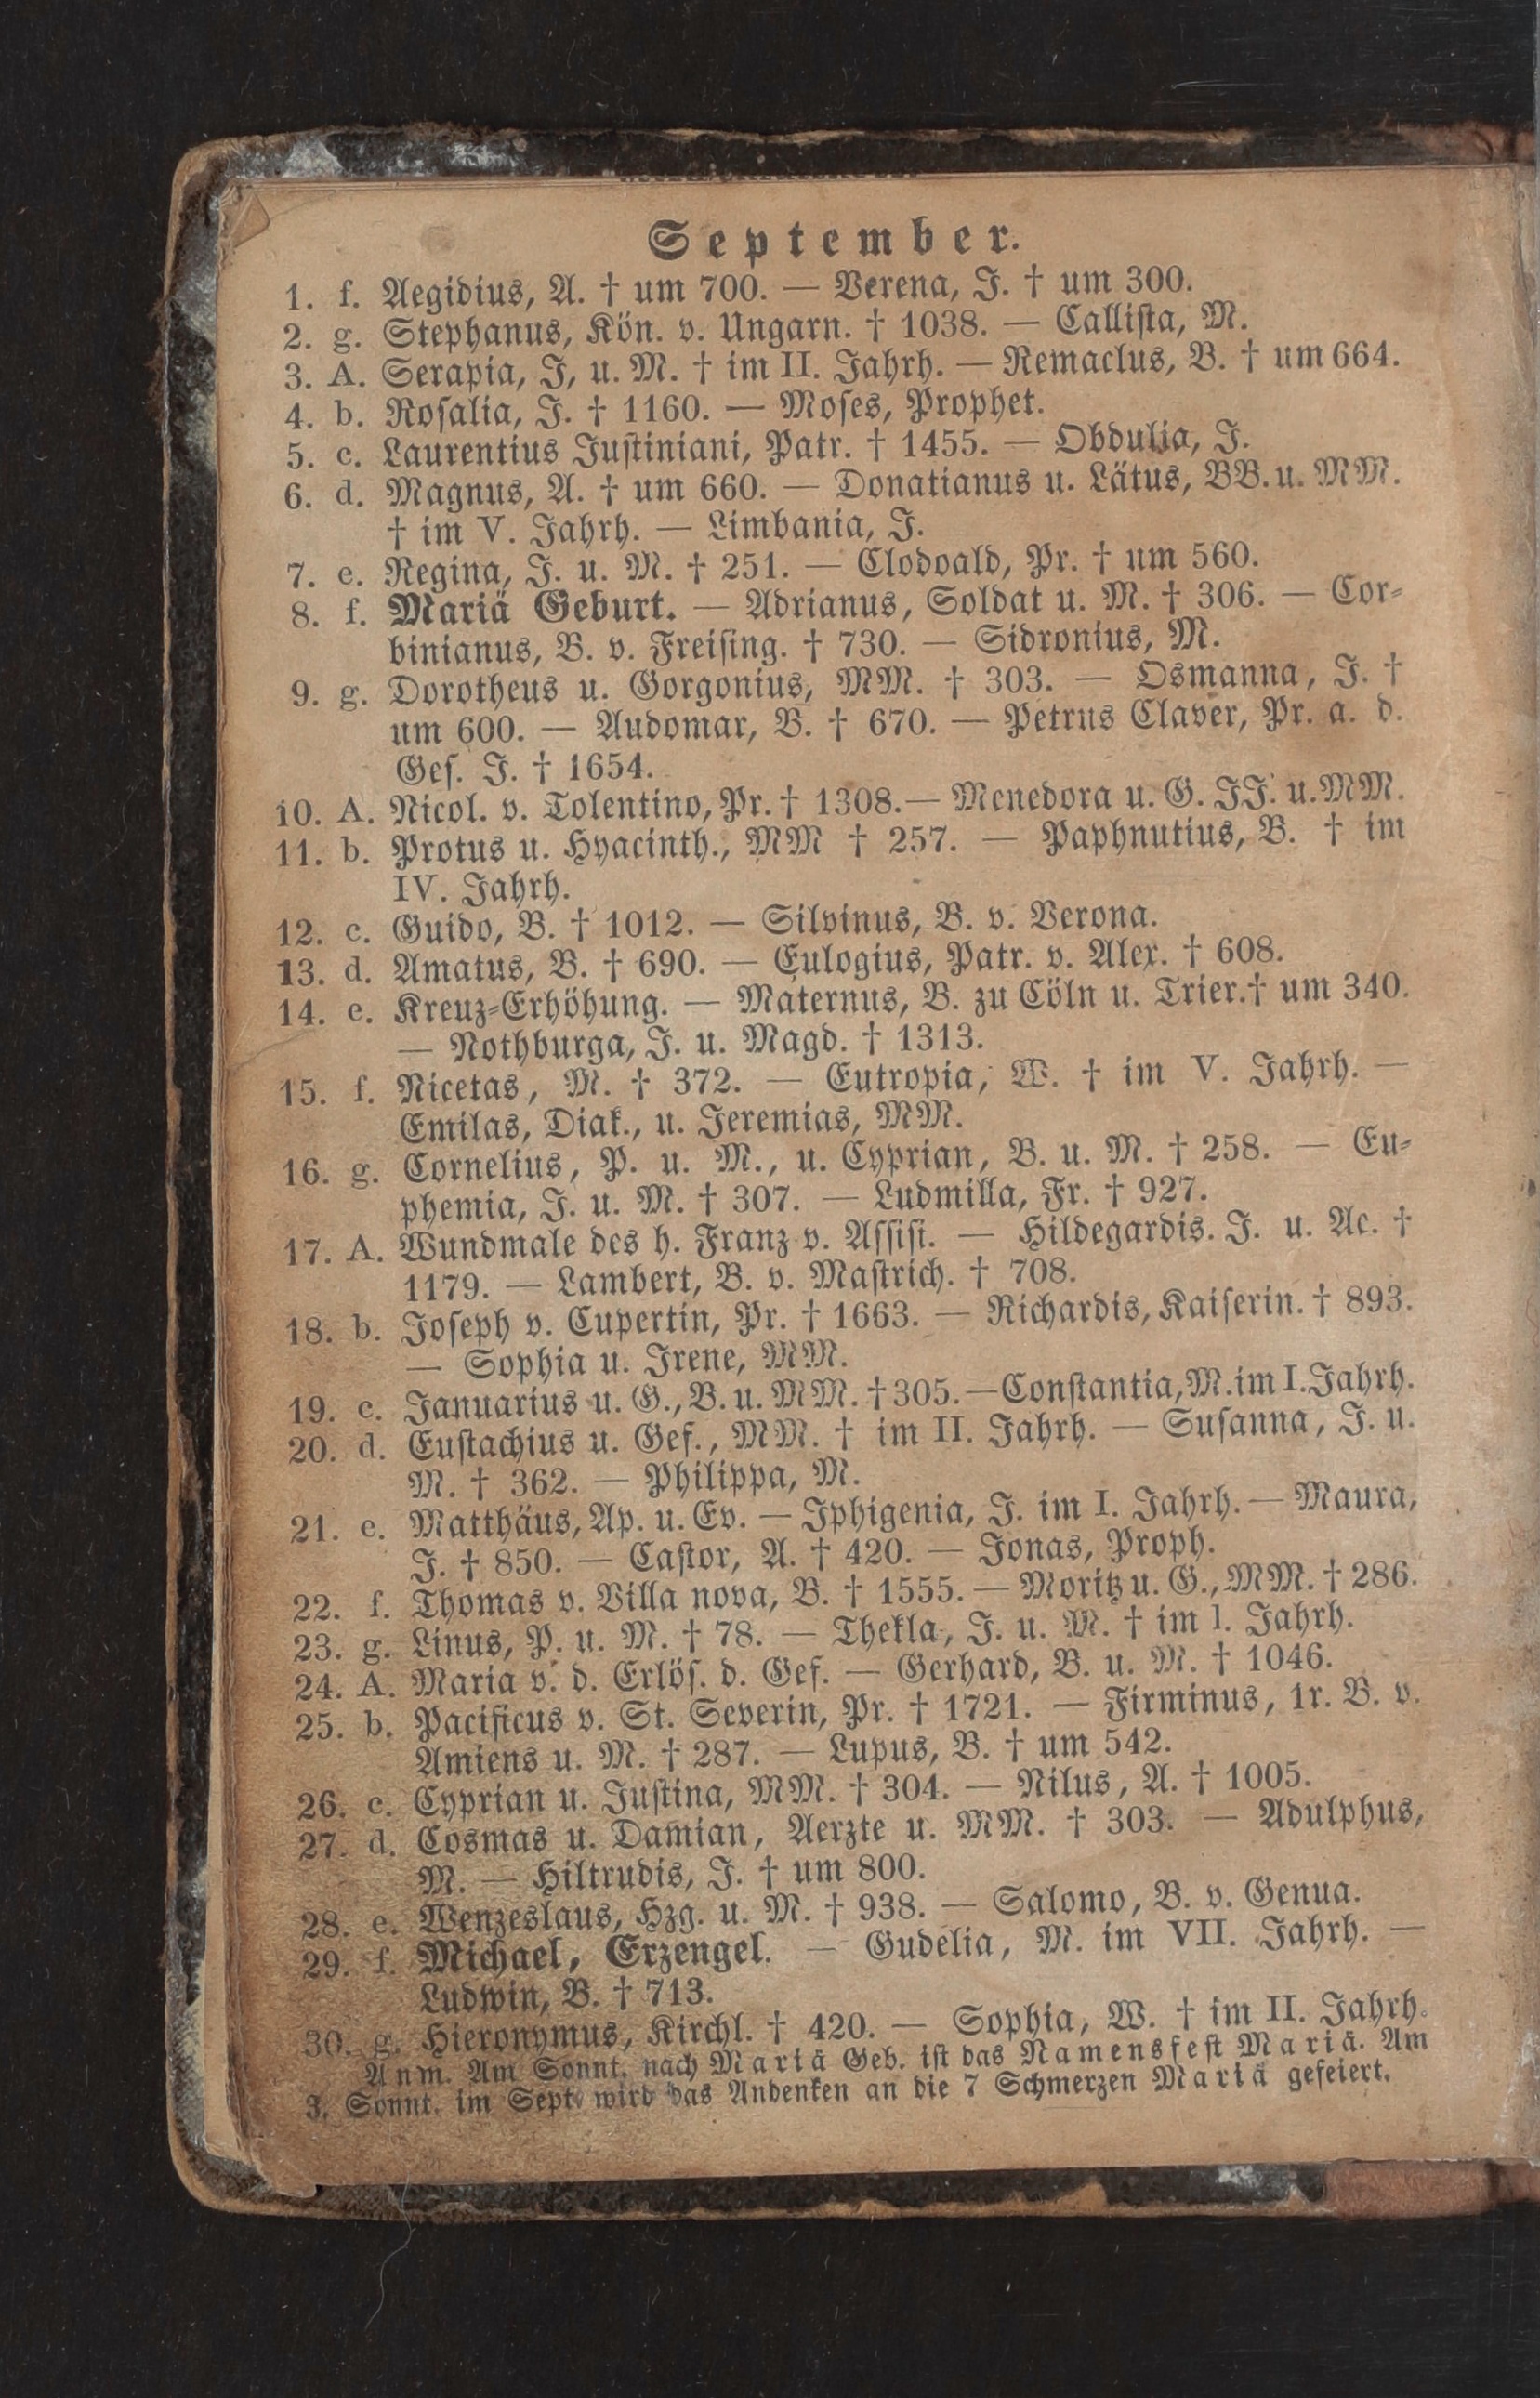 September.
1. f. Aegidius, A. † um 700. — Verena, J. † um 300.
2. g. Stephanus, Kön. v. Ungarn. † 1038. — Callista, M.
3. A. Serapia, J, u. M. † im II. Jahrh. — Remaclus, B. † um 664.
4. b. Rosalia, J. † 1160. — Moses, Prophet.
5. c. Laurentius Justiniani, Patr. † 1455. — Obdulia, J.
6. d. Magnus, A. † um 660. — Donatianus u. Lätus, BB. u. MM.
† im V. Jahrh. — Limbania, J.
7. e. Regina, J. u. M. † 251. — Clodoald, Pr. † um 560.
8. f. Mariä Geburt. — Adrianus, Soldat u. M. † 306. — Cor-
binianus, B. v. Freising. † 730. — Sidronius, M.
9. g. Dorotheus u. Gorgonius, MM. † 303. — Osmanna, J. †
um 600. — Audomar, B. † 670. — Petrus Claver, Pr. a. d.
Ges. J. † 1654.
10. A. Nicol. v. Tolentino, Pr. † 1308. — Menedora u. G. JJ. u. MM.
11. b. Protus u. Hyacinth., MM † 257. — Paphnutius, B. † im
IV. Jahrh.
12. c. Guido, B. † 1012. — Silvinus, B. v. Verona.
13. d. Amatus, B. † 690. — Eulogius, Patr. v. Alex. † 608.
14. e. Kreuz-Erhöhung. — Maternus, B. zu Cöln u. Trier. † um 340.
— Nothburga, J. u. Magd. † 1313.
15. f. Nicetas, M. † 372. — Eutropia, W. † im V. Jahrh. —
Emilas, Diak., u. Jeremias, MM.
16. g. Cornelius, P. u. M., u. Cyprian, B. u. M. † 258. — Eu-
phemia, J. u. M. † 307. — Ludmilla, Fr. † 927.
17. A. Wundmale des h. Franz v. Assisi. — Hildegardis. J. u. Ae. †
1179. — Lambert, B. v. Mastrich. † 708.
18. b. Joseph v. Cupertin, Pr. † 1663. — Richardis, Kaiserin. † 893.
— Sophia u. Irene, MM.
19. c. Januarius u. G., B. u. MM. † 305. — Constantia, M. im I. Jahrh.
20. d. Eustachius u. Gef., MM. † im II. Jahrh. — Susanna, J. u.
M. † 362. — Philippa, M.
21. e. Matthäus, Ap. u. Ev. — Iphigenia, J. im I. Jahrh. — Maura,
J. † 850. — Castor, A. † 420. — Jonas, Proph.
22. f. Thomas v. Villa nova, B. † 1555. — Moritz u. G., MM. † 286.
23. g. Linus, P. u. M. † 78. — Thekla, J. u. M. † im I. Jahrh.
24. A. Maria v. d. Erlös. d. Gef. — Gerhard, B. u. M. † 1046.
25. b. Pacificus v. St. Severin, Pr. † 1721. — Firminus, 1r. B. v.
Amiens u. M. † 287. — Lupus, B. † um 542.
26. c. Cyprian u. Justina, MM. † 304. — Nilus, A. † 1005.
27. d. Cosmas u. Damian, Aerzte u. MM. † 303. — Adulphus,
M. — Hiltrudis, J. † um 800.
28. e. Wenzeslaus, Hzg. u. M. † 938. — Salomo, B. v. Genua.
29. f. Michael, Erzengel. — Gudelia, M. im VII. Jahrh. —
Ludwin, B. † 713.
30. g. Hieronymus, Kirchl. † 420. — Sophia, W. † im II. Jahrh.
Anm. Am Sonnt. nach Mariä Geb. ist das Namensfest Mariä. Am
3. Sonnt. im Sept. wird das Andenken an die 7 Schmerzen Mariä gefeiert.